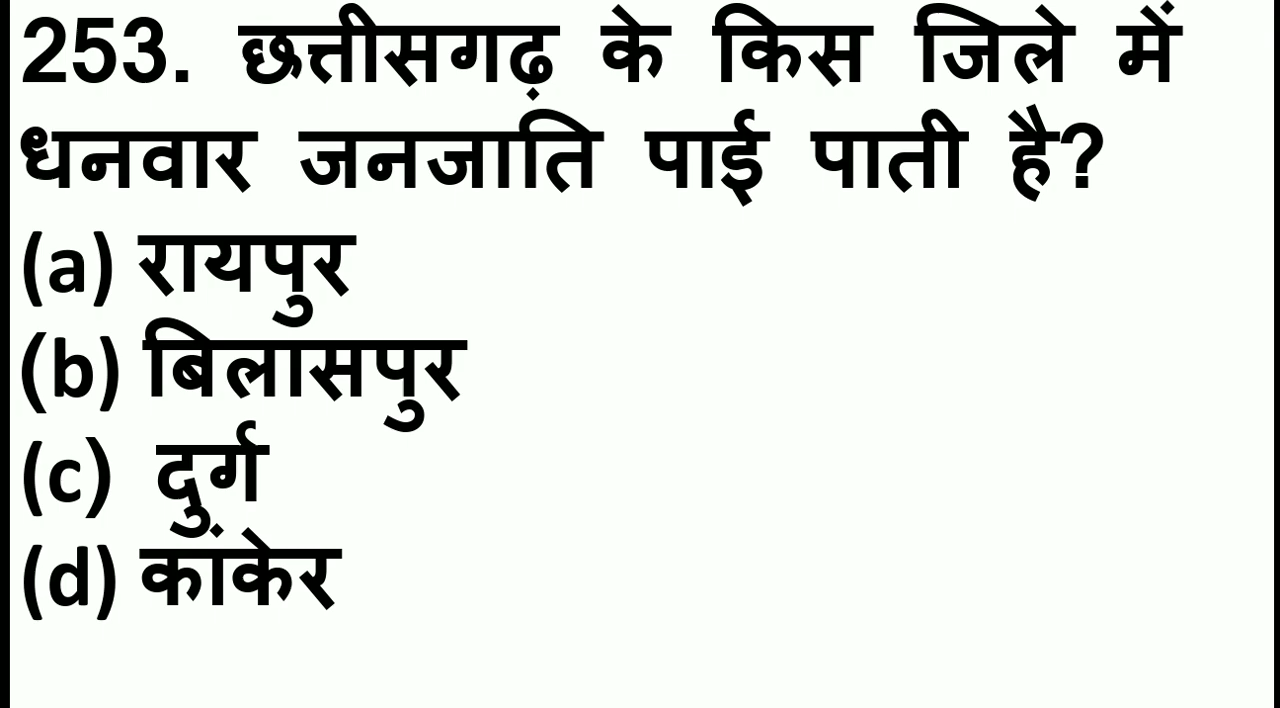 253. छत्तीसगढ़ के किस जिले में
धनवार जनजाति पाई पाती है?
(a) रायपुर
(b) बिलासपुर
(c) दुर्ग
(d) कांकेर